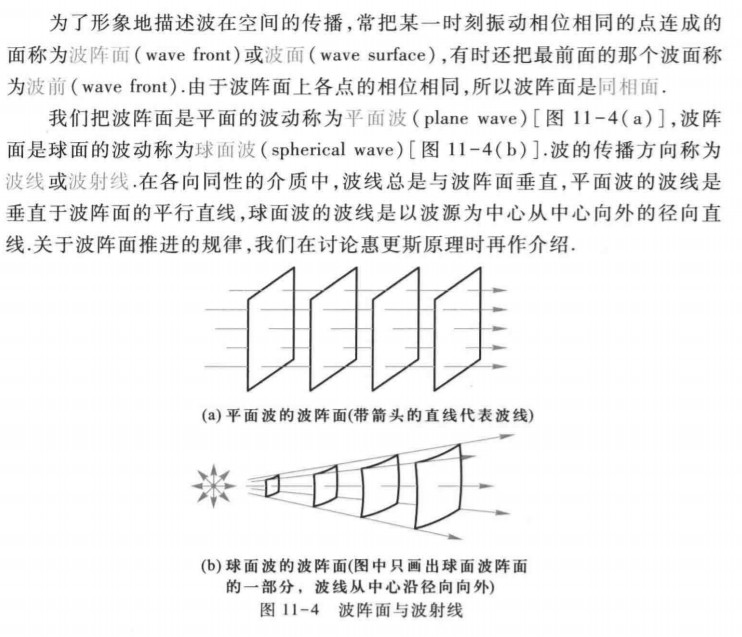 为了形象地描述波在空间的传播,常把某一时刻振动相位相同的点连成的
面称为波阵面(wave front)或波面(wave surface),有时还把最前面的那个波面称
为波前(wave front).由于波阵面上各点的相位相同,所以波阵面是同相面.
我们把波阵面是平面的波动称为平面波(plane wave)[图 11-4(a)],波阵
面是球面的波动称为球面波(spherical wave)[图 11-4(b)].波的传播方向称为
波线或波射线.在各向同性的介质中,波线总是与波阵面垂直,平面波的波线是
垂直于波阵面的平行直线,球面波的波线是以波源为中心从中心向外的径向直
线.关于波阵面推进的规律,我们在讨论惠更斯原理时再作介绍.
(a) 平面波的波阵面(带箭头的直线代表波线)
(b) 球面波的波阵面(图中只画出球面波阵面
的一部分，波线从中心沿径向向外)
图 11-4 波阵面与波射线